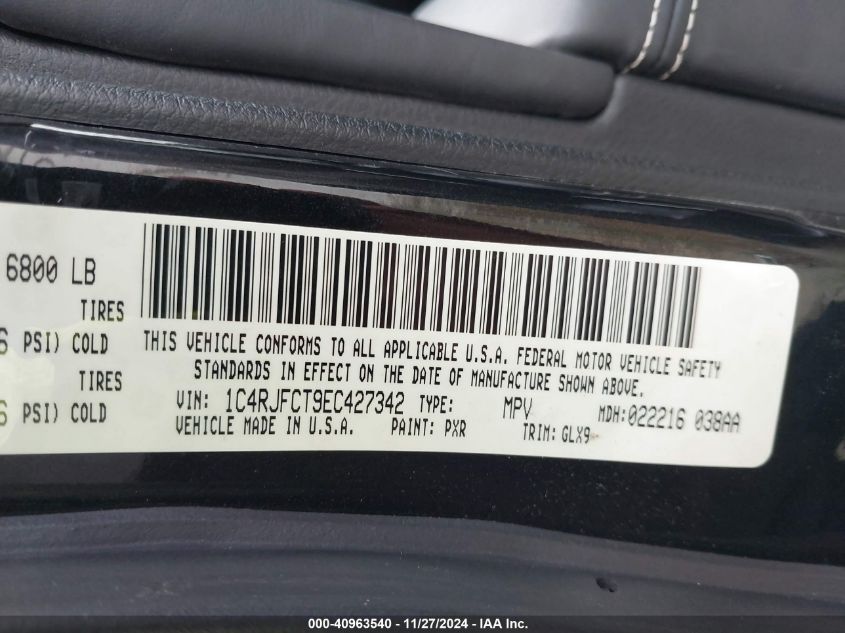 6800 LB
TIRES
6 PSI) COLD
TIRES
6 PSI) COLD
THIS VEHICLE CONFORMS TO ALL APPLICABLE U.S.A. FEDERAL MOTOR VEHICLE SAFETY
STANDARDS IN EFFECT ON THE DATE OF MANUFACTURE SHOWN ABOVE.
VIN: 1C4RJFCT9EC427342 TYPE: MPV MDH:022216 038AA
VEHICLE MADE IN U.S.A. PAINT: PXR TRIM: GLX9
000-40963540 - 11/27/2024 - IAA Inc.